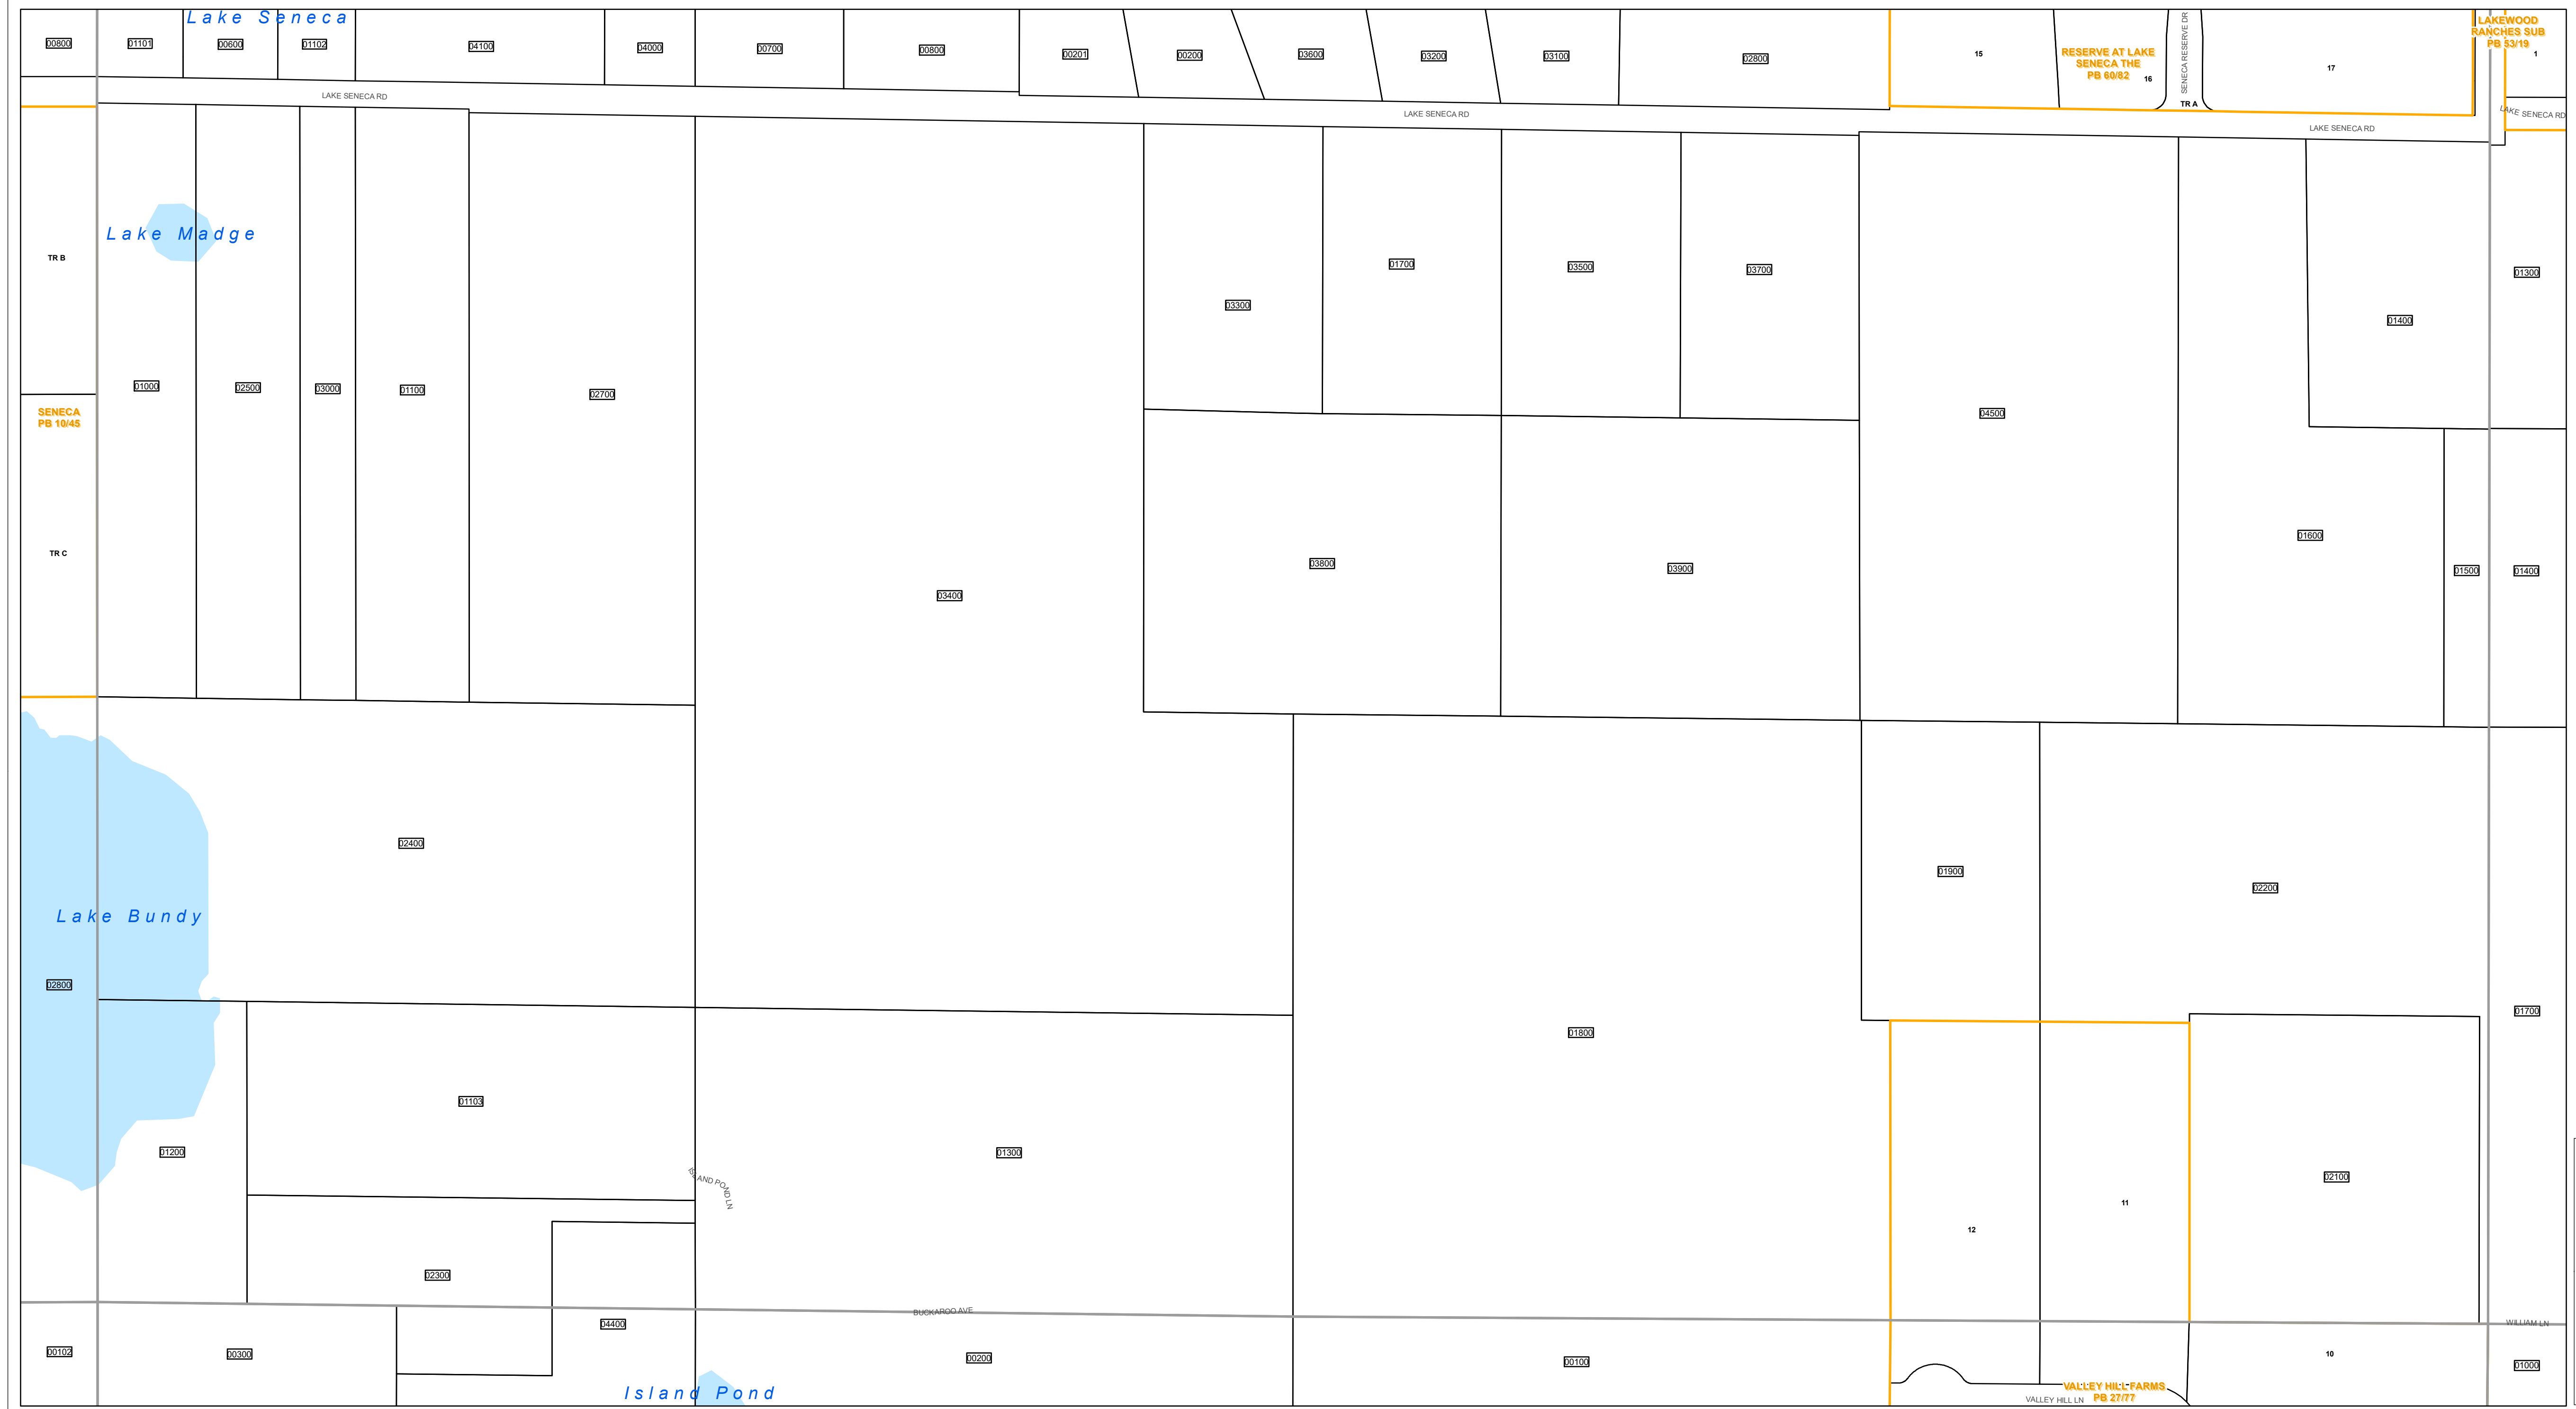 Lake Seneca
LAKEWOOD
RANCHES SUB
PB 53/19
00800
01101
00600
01102
04100
04000
00700
00800
00201
00200
03600
03200
03100
02800
15
RESERVE AT LAKE
SENECA THE
PB 60/82
16
SENECA RESERVE DR
TR A
17
1
LAKE SENECA RD
LAKE SENECA RD
LAKE SENECA RD
LAKE SENECA RD
Lake Madge
TR B
03300
01700
03500
03700
01400
01300
01000
02500
03000
01100
02700
04500
SENECA
PB 10/45
TR C
03400
03800
03900
01600
01500
01400
02400
01900
02200
Lake Bundy
02800
01800
01700
01103
01200
01300
ISLAND POND LN
02100
11
12
02300
BUCKAROO AVE
04400
WILLIAM LN
00102
00300
00200
00100
10
01000
Island Pond
VALLEY HILL FARMS
PB 27/77
VALLEY HILL LN